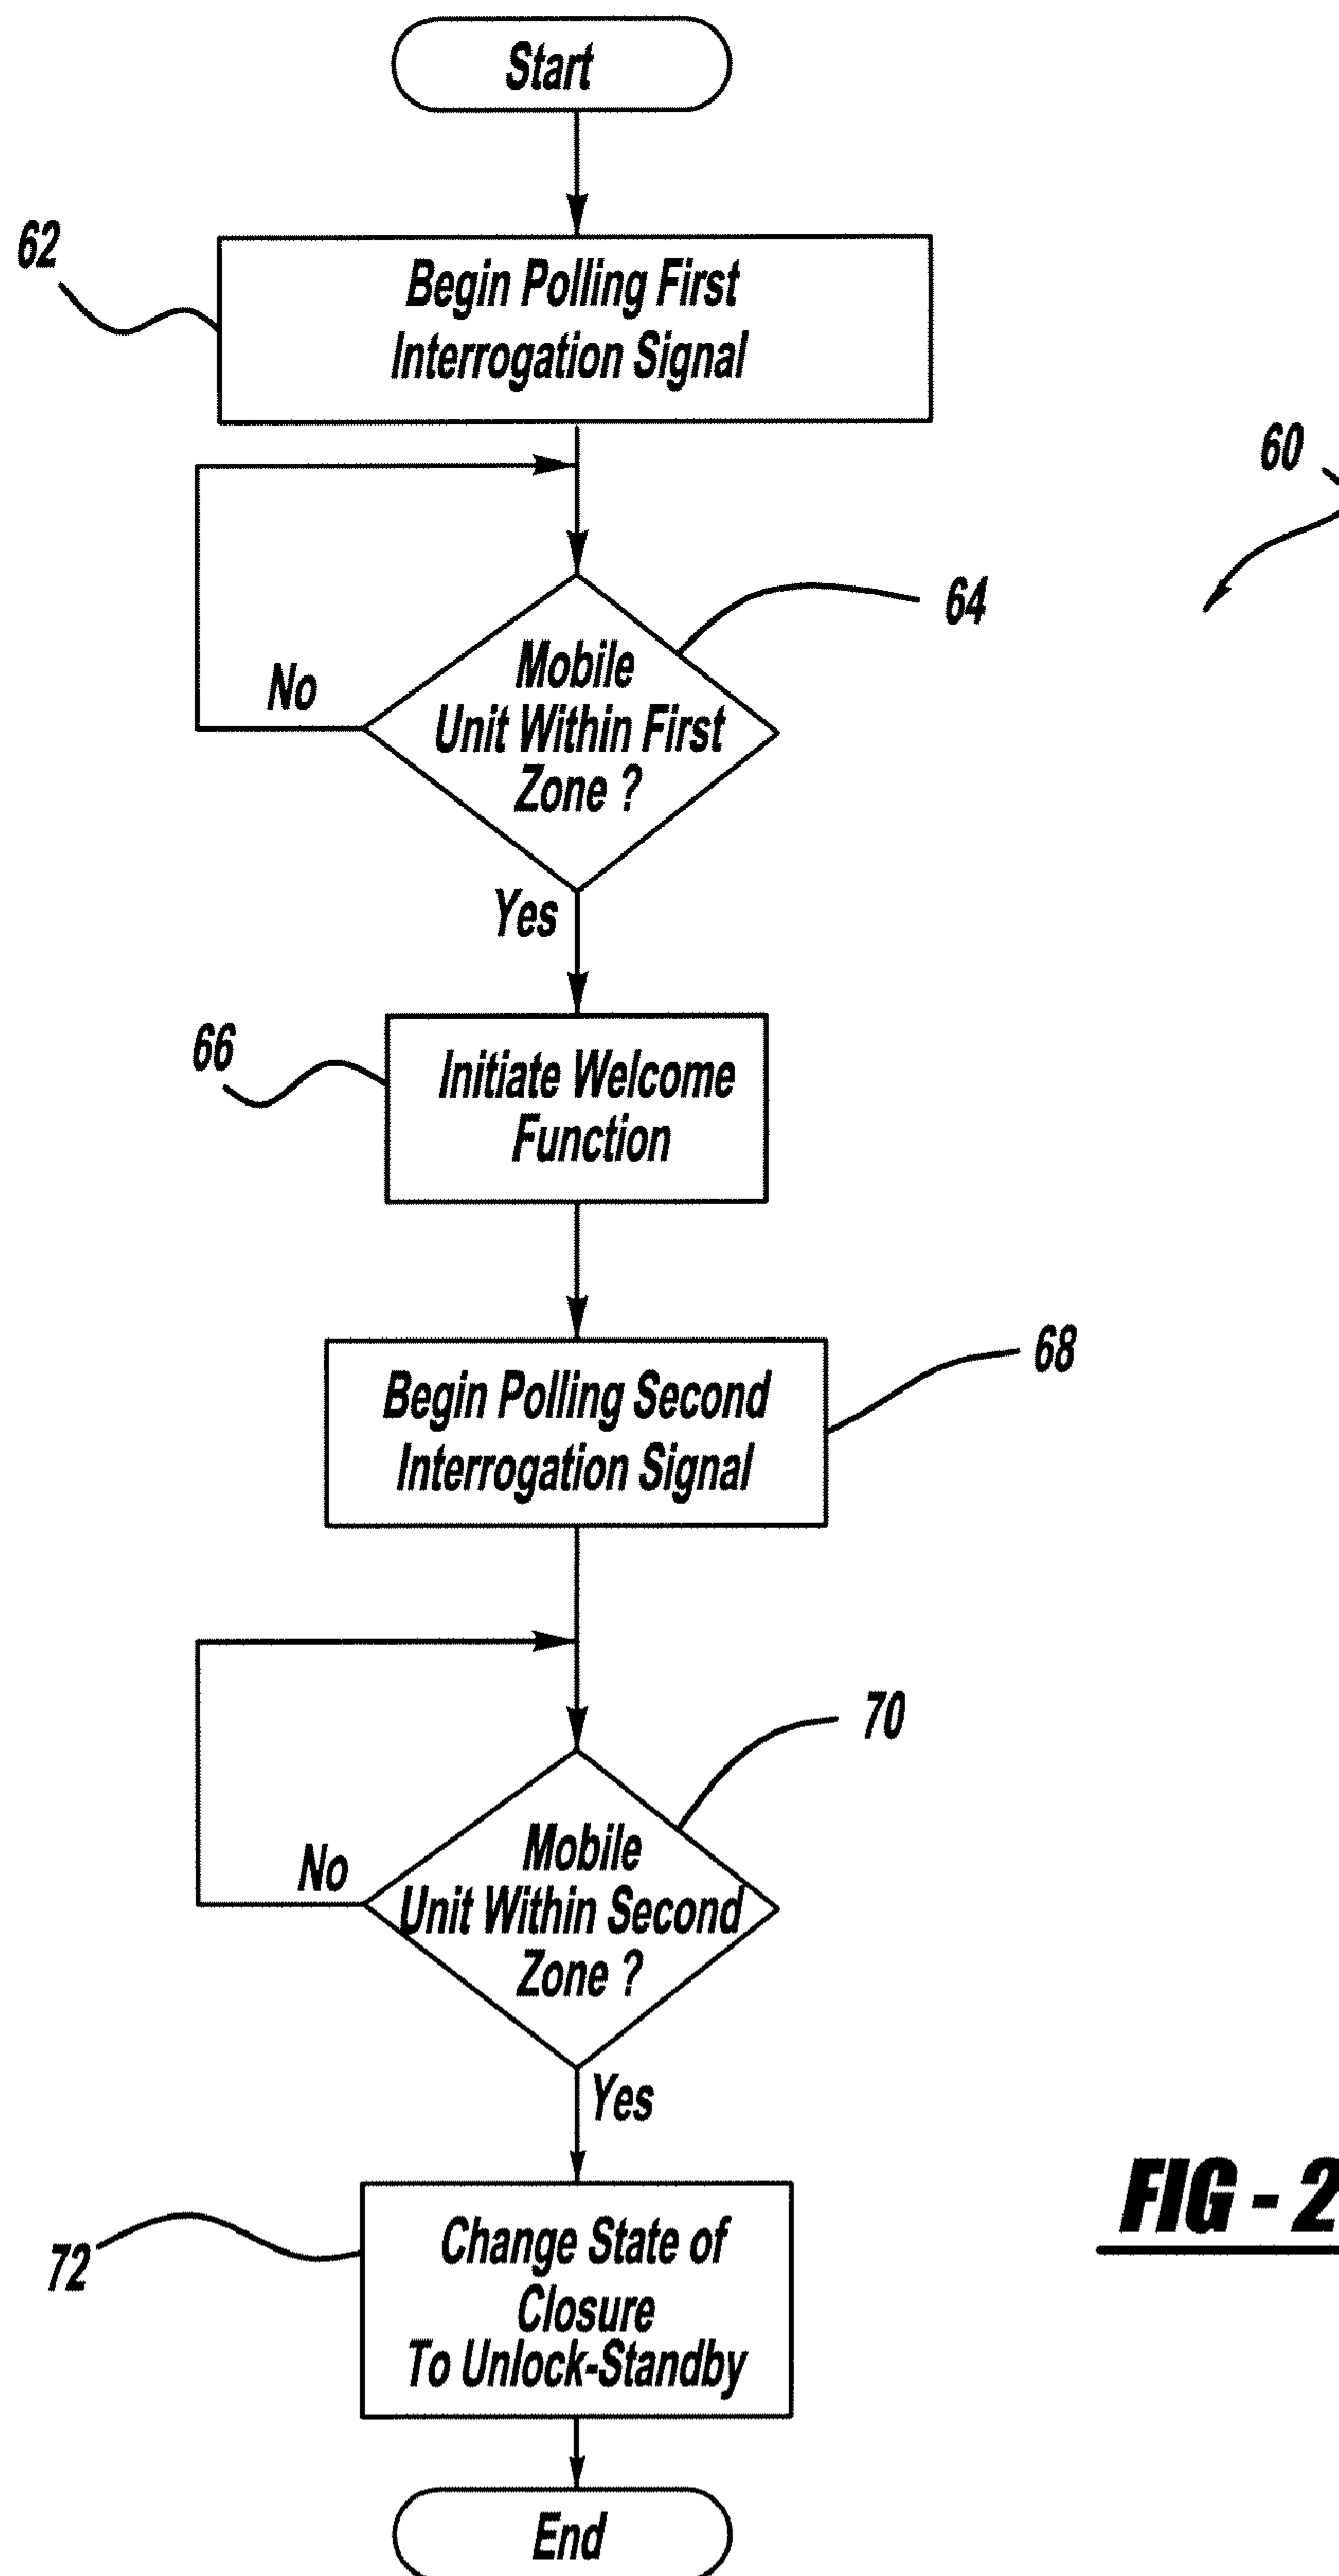 Start
62
Begin Polling First
Interrogation Signal
60
64
Mobile
Unit Within First
Zone ?
No
Yes
66
Initiate Welcome
Function
68
Begin Polling Second
Interrogation Signal
70
Mobile
Unit Within Second
Zone ?
No
Yes
72
Change State of
Closure
To Unlock-Standby
FIG - 2
End